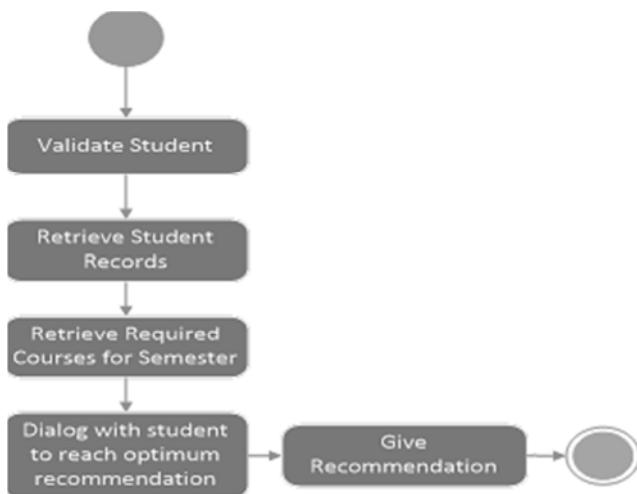 Validate Student
Retrieve Student
Records
Retrieve Required
Courses for Semester
Dialog with student
to reach optimum
recommendation
Give
Recommendation